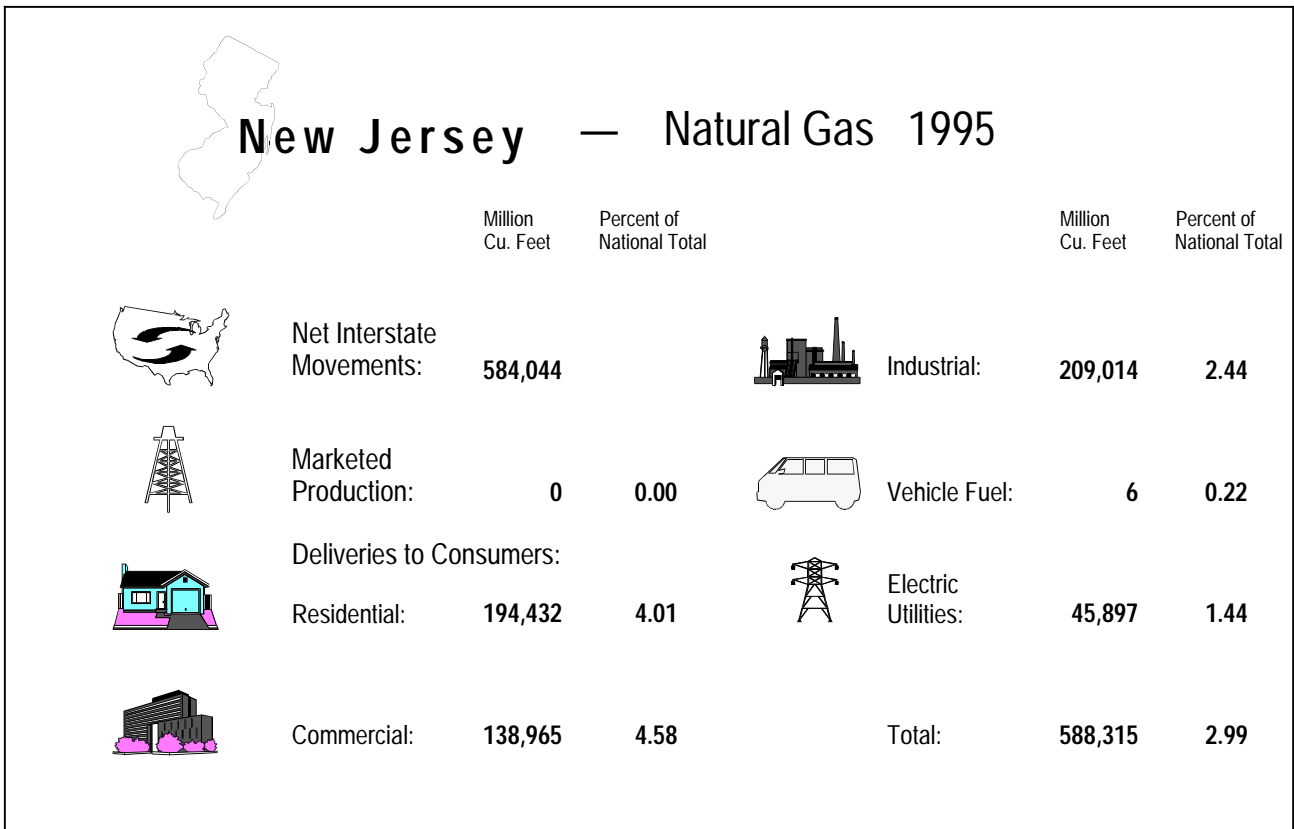 New Jersey — Natural Gas 1995
Million Cu. Feet
Percent of National Total
Million Cu. Feet
Percent of National Total
Net Interstate
Movements: 584,044
Marketed
Production: 0 0.00
Deliveries to Consumers:
Residential: 194,432 4.01
Commercial: 138,965 4.58
Industrial: 209,014 2.44
Vehicle Fuel: 6 0.22
Electric
Utilities: 45,897 1.44
Total: 588,315 2.99